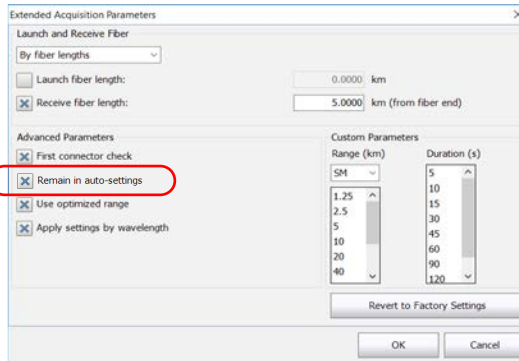 Extended Acquisition Parameters
Launch and Receive Fiber
By fiber lengths
Launch fiber length:
0.0000 km
Receive fiber length:
5.0000 km (from fiber end)
Advanced Parameters
First connector check
Remain in auto-settings
Use optimized range
Apply settings by wavelength
Custom Parameters
Range (km)
SM
1.25
2.5
5
10
20
40
Duration (s)
5
10
15
30
45
60
90
120
Revert to Factory Settings
OK
Cancel